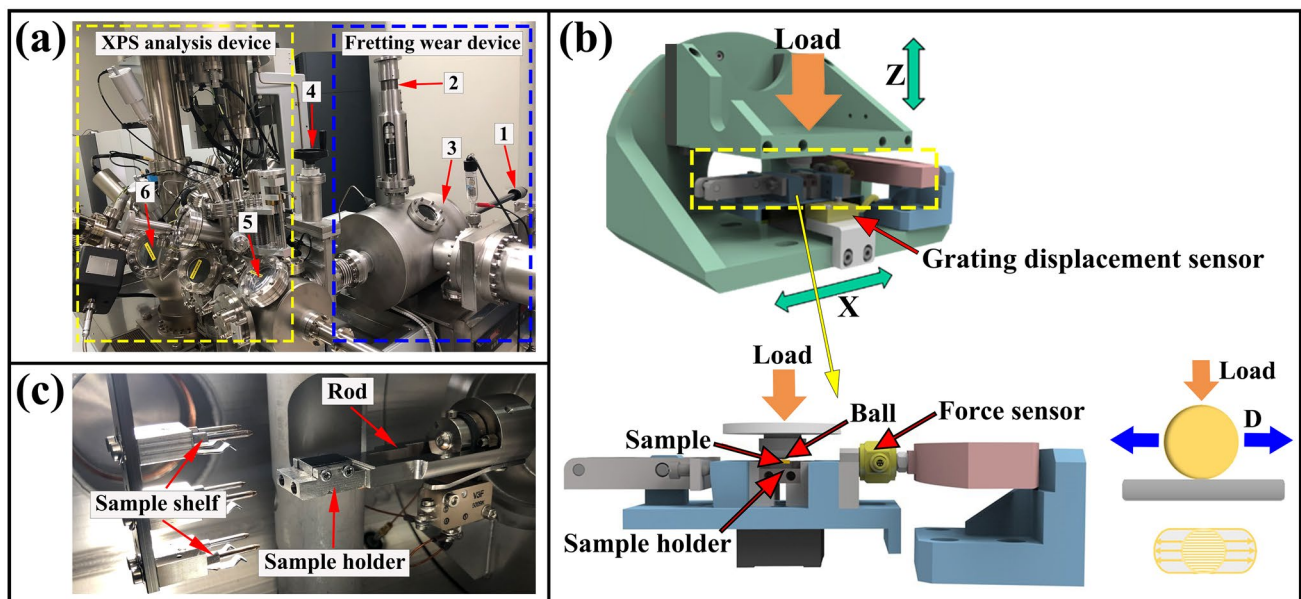 (a)
XPS analysis device
Fretting wear device
1
2
3
4
5
6
(b)
Load
Z
Grating displacement sensor
X
Load
Ball
Force sensor
Sample
Sample holder
Load
D
(c)
Rod
Sample shelf
Sample holder
V3F